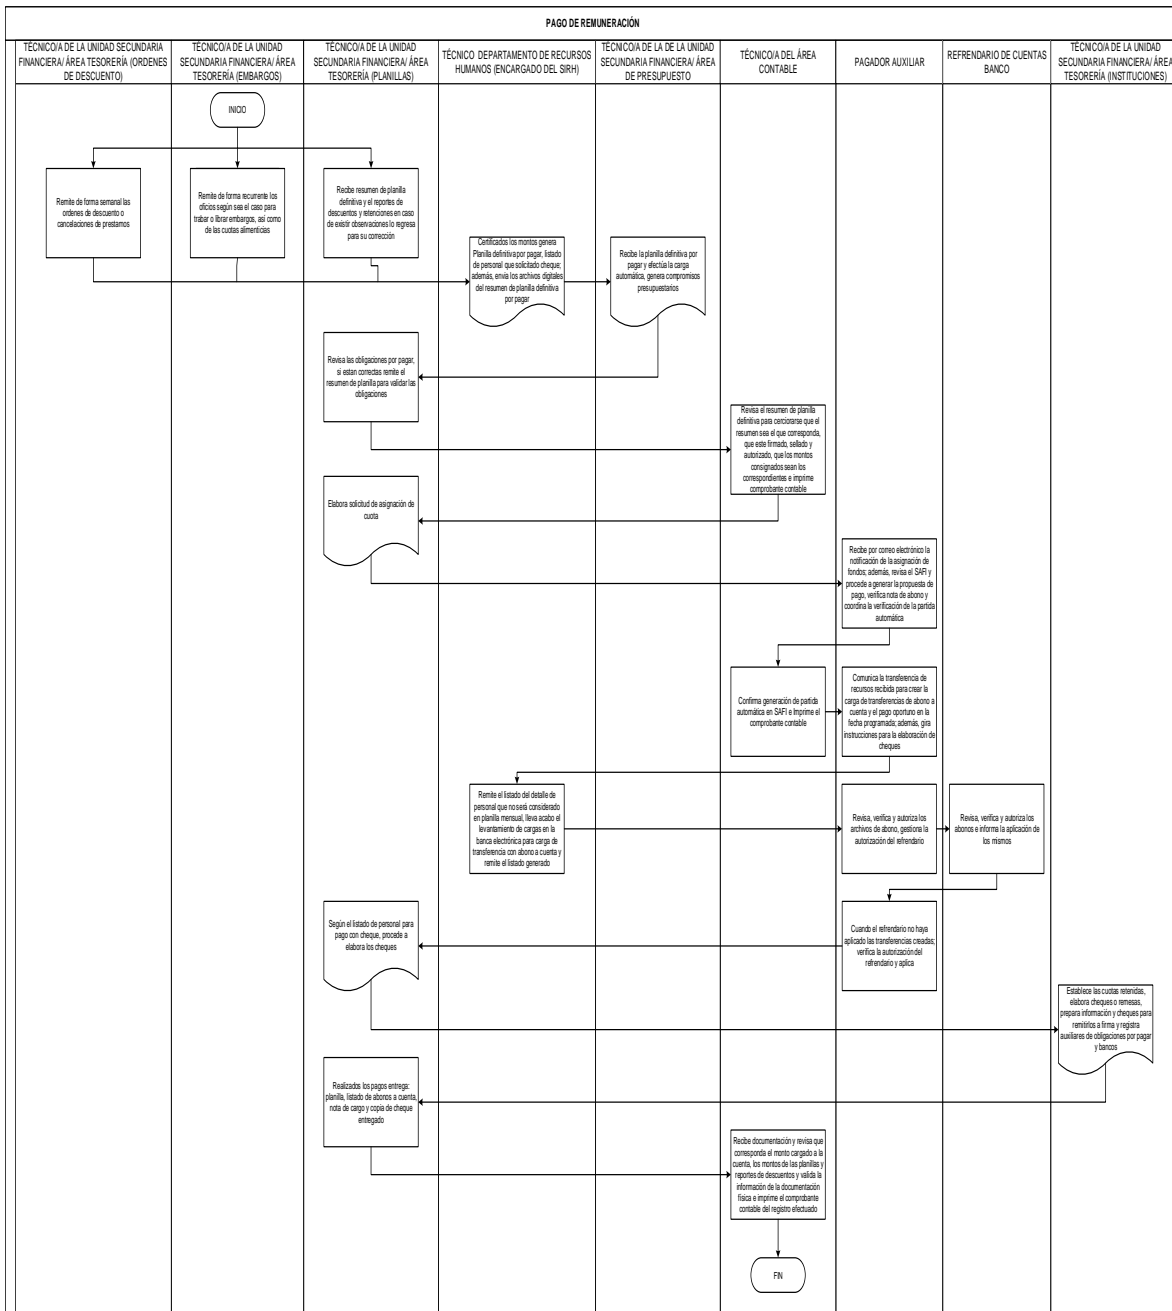 PAGO DE REMUNERACIÓN
TÉCNICO/A DE LA UNIDAD SECUNDARIA
FINANCIERA/ ÁREA TESORERÍA (ORDENES
DE DESCUENTO)
TÉCNICO/A DE LA UNIDAD
SECUNDARIA FINANCIERA/ ÁREA
TESORERÍA (EMBARGOS)
TÉCNICO/A DE LA UNIDAD
SECUNDARIA FINANCIERA/ ÁREA
TESORERÍA (PLANILLAS)
TÉCNICO DEPARTAMENTO DE RECURSOS
HUMANOS (ENCARGADO DEL SIRH)
TÉCNICO/A DE LA DE LA UNIDAD
SECUNDARIA FINANCIERA/ ÁREA
DE PRESUPUESTO
TÉCNICO/A DEL ÁREA
CONTABLE
PAGADOR AUXILIAR
REFRENDARIO DE CUENTAS
BANCO
TÉCNICO/A DE LA UNIDAD
SECUNDARIA FINANCIERA/ ÁREA
TESORERÍA (INSTITUCIONES)
INICIO
Remite de forma semanal las
ordenes de descuento o
cancelaciones de prestamos
Remite de forma recurrente los
oficios según sea el caso para
trabar o librar embargos, así como
de las cuotas alimenticias
Recibe resumen de planilla
definitiva y el reportes de
descuentos y retenciones en caso
de existir observaciones lo regresa
para su corrección
Certificados los montos genera
Planilla definitiva por pagar, listado
de personal que solicitado cheque;
además, envía los archivos digitales
del resumen de planilla definitiva
por pagar
Recibe la planilla definitiva por
pagar y efectúa la carga
automática, genera compromisos
presupuestarios
Revisa las obligaciones por pagar,
si estan correctas remite el
resumen de planilla para validar las
obligaciones
Revisa el resumen de planilla
definitiva para cerciorarse que el
resumen sea el que corresponda,
que este firmado, sellado y
autorizado, que los montos
consignados sean los
correspondientes e imprime
comprobante contable
Elabora solicitud de asignación de
cuota
Recibe por correo electrónico la
notificación de la asignación de
fondos; además, revisa el SAFI y
procede a generar la propuesta de
pago, verifica nota de abono y
coordina la verificación de la partida
automática
Confirma generación de partida
automática en SAFI e Imprime el
comprobante contable
Comunica la transferencia de
recursos recibida para crear la
carga de transferencias de abono a
cuenta y el pago oportuno en la
fecha programada; además, gira
instrucciones para la elaboración de
cheques
Remite el listado del detalle de
personal que no será considerado
en planilla mensual, lleva acabo el
levantamiento de cargas en la
banca electrónica para carga de
transferencia con abono a cuenta y
remite el listado generado
Revisa, verifica y autoriza los
archivos de abono, gestiona la
autorización del refrendario
Revisa, verifica y autoriza los
abonos e informa la aplicación de
los mismos
Según el listado de personal para
pago con cheque, procede a
elabora los cheques
Cuando el refrendario no haya
aplicado las transferencias creadas;
verifica la autorización del
refrendario y aplica
Establece las cuotas retenidas,
elabora cheques o remesas,
prepara información y cheques para
remitirlos a firma y registra
auxiliares de obligaciones por pagar
y bancos
Realizados los pagos entrega:
planilla, listado de abonos a cuenta,
nota de cargo y copia de cheque
entregado
Recibe documentación y revisa que
corresponda el monto cargado a la
cuenta, los montos de las planillas y
reportes de descuentos y valida la
información de la documentación
física e imprime el comprobante
contable del registro efectuado
FIN